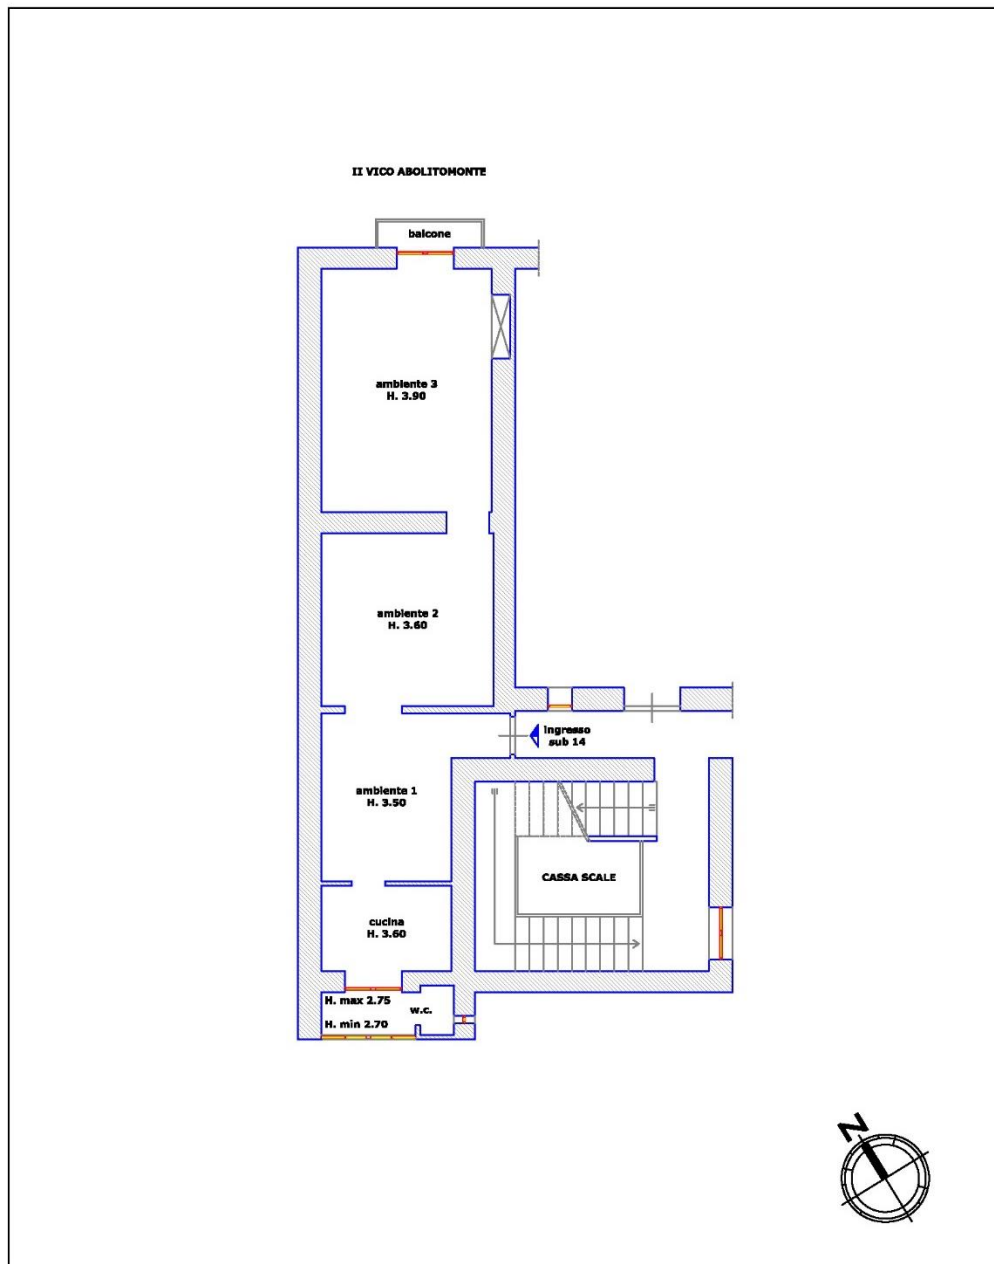 II VICO ABOLITOMONTE
balcone
ambiente 3
H. 3.90
ambiente 2
H. 3.60
ingresso
sub 14
ambiente 1
H. 3.50
CASSA SCALE
cucina
H. 3.60
H. max 2.75
w.c.
H. min 2.70
N